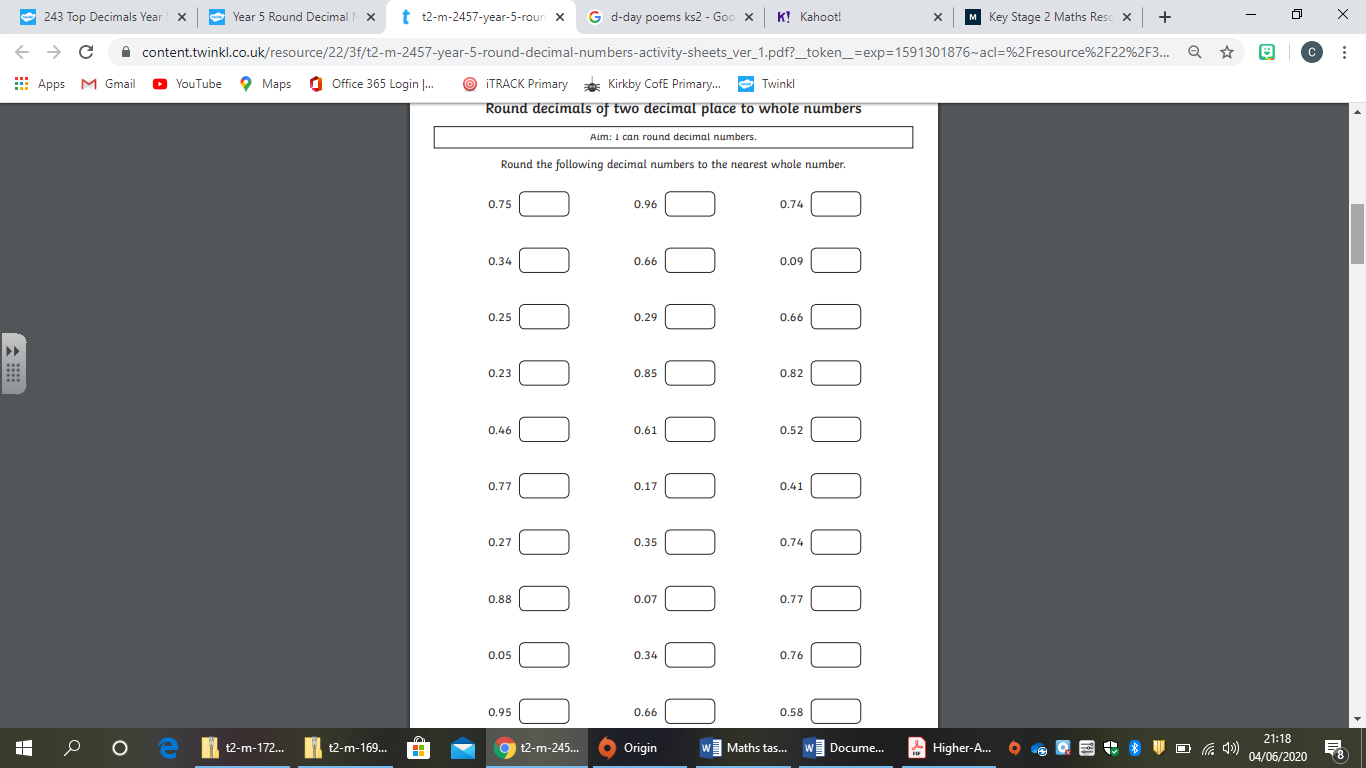 243 Top Decimals Year
Year 5 Round Decimal N
t2-m-2457-year-5-roun
d-day poems ks2 - Goo
Kahoot!
Key Stage 2 Maths Reso
content.twinkl.co.uk/resource/22/3f/t2-m-2457-year-5-round-decimal-numbers-activity-sheets_ver_1.pdf?__token__=exp=1591301876~acl=%2Fresource%2F22%2F3...
C
Apps
Gmail
YouTube
Maps
Office 365 Login |...
iTRACK Primary
Kirkby CofE Primary...
Twinkl
Round decimals of two decimal place to whole numbers
Aim: I can round decimal numbers.
Round the following decimal numbers to the nearest whole number.
0.75 0.96 0.74
0.34 0.66 0.09
0.25 0.29 0.66
0.23 0.85 0.82
0.46 0.61 0.52
0.77 0.17 0.41
0.27 0.35 0.74
0.88 0.07 0.77
0.05 0.34 0.76
0.95 0.66 0.58
t2-m-172...
t2-m-169...
t2-m-245...
Origin
Maths tas...
Docume...
Higher-A...
21:18
04/06/2020
8